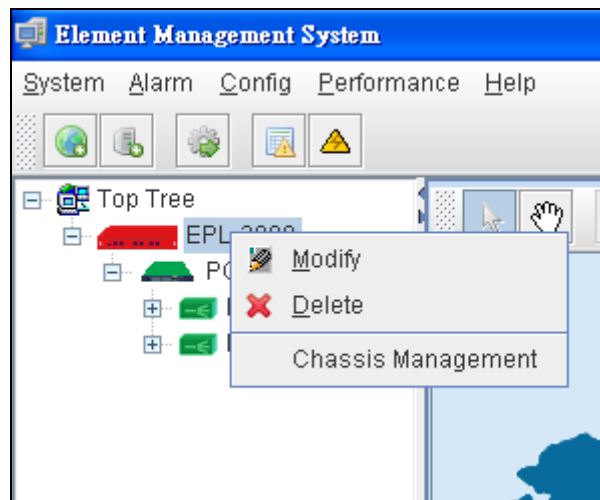 Element Management System
System Alarm Config Performance Help
Top Tree
Modify
Delete
Chassis Management